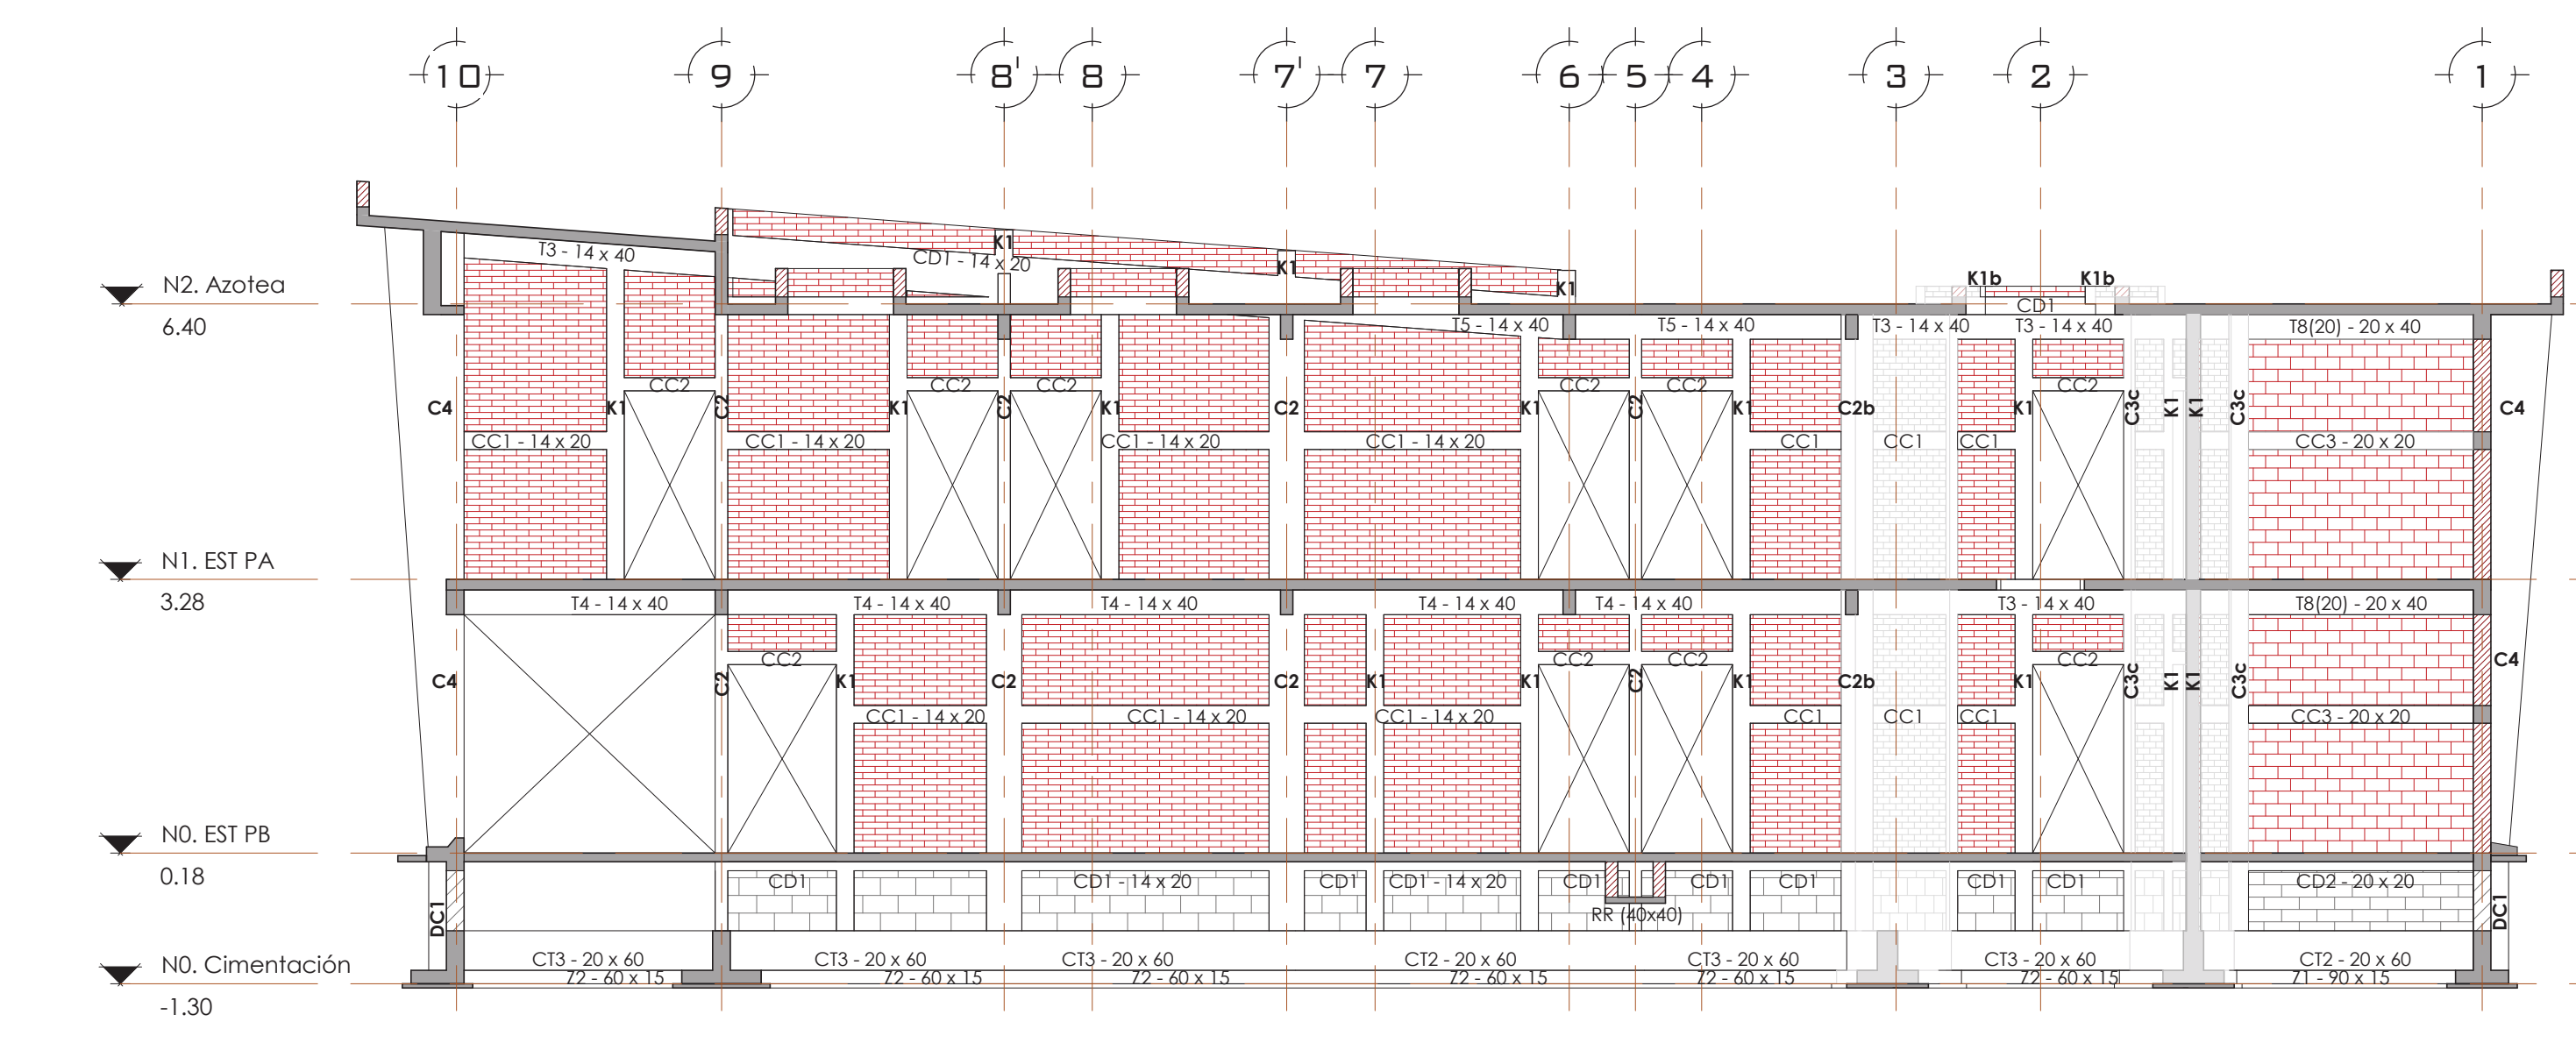 10 9 8' 8 7' 7 6 5 4 3 2 1
K1
T3 - 14 x 40 CD1 - 14 x 20 K1
K1 K1b K1b
N2. Azotea
CD1
6.40 T5 - 14 x 40 T5 - 14 x 40 T3 - 14 x 40 T3 - 14 x 40 T8(20) - 20 x 40
CC2 CC2 CC2 CC2 CC2 CC2
C4 K1 C2 K1 C2 K1 C2 K1 C2 K1 C2b K1 C3c K1 K1 C3c C4
CC1 - 14 x 20 CC1 - 14 x 20 CC1 - 14 x 20 CC1 - 14 x 20 CC1 CC1 CC1 CC3 - 20 x 20
N1. EST PA
3.28 T4 - 14 x 40 T4 - 14 x 40 T4 - 14 x 40 T4 - 14 x 40 T4 - 14 x 40 T3 - 14 x 40 T8(20) - 20 x 40
CC2 CC2 CC2 CC2 C4
C4 C2 K1 C2 C2 K1 K1 C2 K1 C2b K1 C3c K1 K1 C3c
CC1 - 14 x 20 CC1 - 14 x 20 CC1 - 14 x 20 CC1 CC1 CC1 CC3 - 20 x 20
N0. EST PB
0.18 CD1 CD1 - 14 x 20 CD1 CD1 - 14 x 20 CD1 CD1 CD1 CD1 CD1 CD2 - 20 x 20
DC1 RR (40x40) DC1
N0. Cimentación CT3 - 20 x 60 CT3 - 20 x 60 CT3 - 20 x 60 CT2 - 20 x 60 CT3 - 20 x 60 CT3 - 20 x 60 CT2 - 20 x 60
Z2 - 60 x 15 Z2 - 60 x 15 Z2 - 60 x 15 Z2 - 60 x 15 Z2 - 60 x 15 Z2 - 60 x 15 Z1 - 90 x 15
-1.30